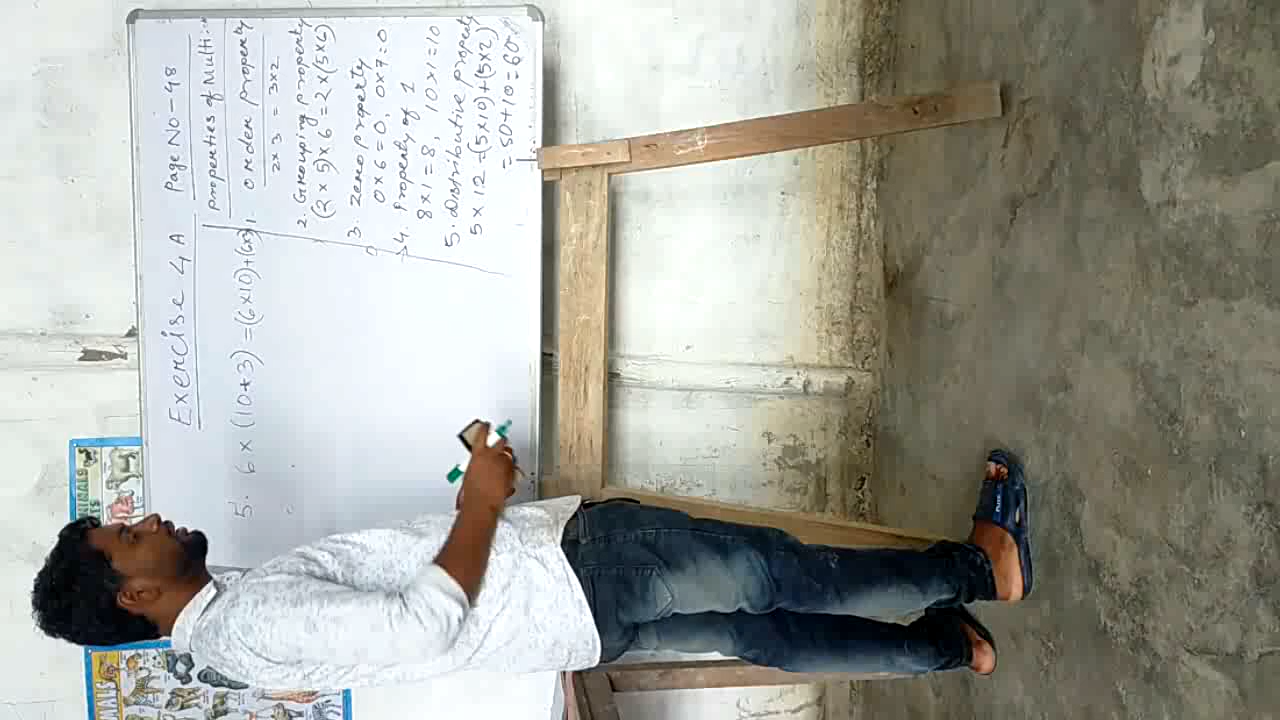 Exercise 4 A Page No-48
5. 6 × (10+3) = (6×10)+(6×3)
properties of Multi:-
1. order property
2×3 = 3×2
2. Grouping property
(2×5)×6=2×(5×6)
3. zero property
0×6=0, 0×7=0
4. Property of 1
8×1=8, 10×1=10
5. distributive property
5×12=(5×10)+(5×2)
=50+10=60